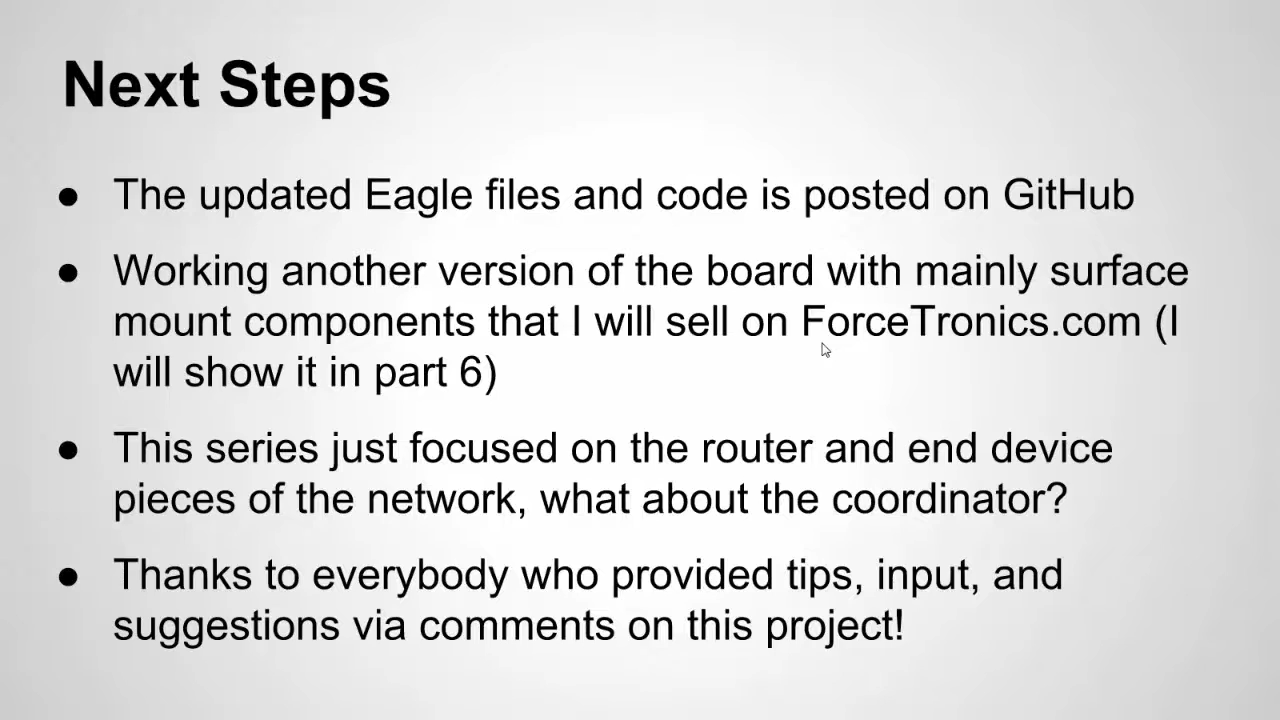 Next Steps
● The updated Eagle files and code is posted on GitHub
● Working another version of the board with mainly surface
mount components that I will sell on ForceTronics.com (I
will show it in part 6)
● This series just focused on the router and end device
pieces of the network, what about the coordinator?
● Thanks to everybody who provided tips, input, and
suggestions via comments on this project!